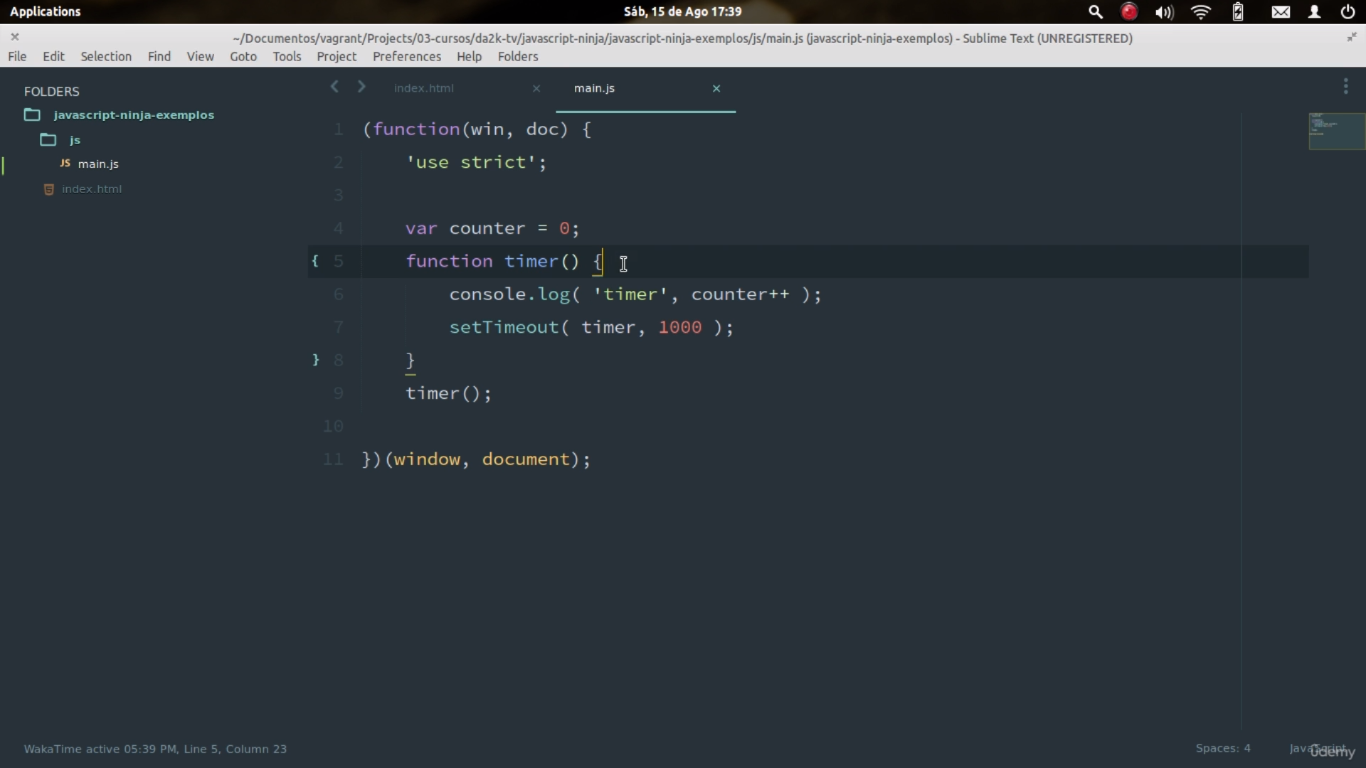 Applications
Sáb, 15 de Ago 17:39
~/Documentos/vagrant/Projects/03-cursos/da2k-tv/javascript-ninja/javascript-ninja-exemplos/js/main.js (javascript-ninja-exemplos) - Sublime Text (UNREGISTERED)
File Edit Selection Find View Goto Tools Project Preferences Help Folders
FOLDERS
javascript-ninja-exemplos
js
JS main.js
index.html
index.html × main.js ×
1 (function(win, doc) {
2 'use strict';
3
4 var counter = 0;
{ 5 function timer() {
6 console.log( 'timer', counter++ );
7 setTimeout( timer, 1000 );
} 8 }
9 timer();
10
11 })(window, document);
WakaTime active 05:39 PM, Line 5, Column 23
Spaces: 4
JavaScript
ûdemy